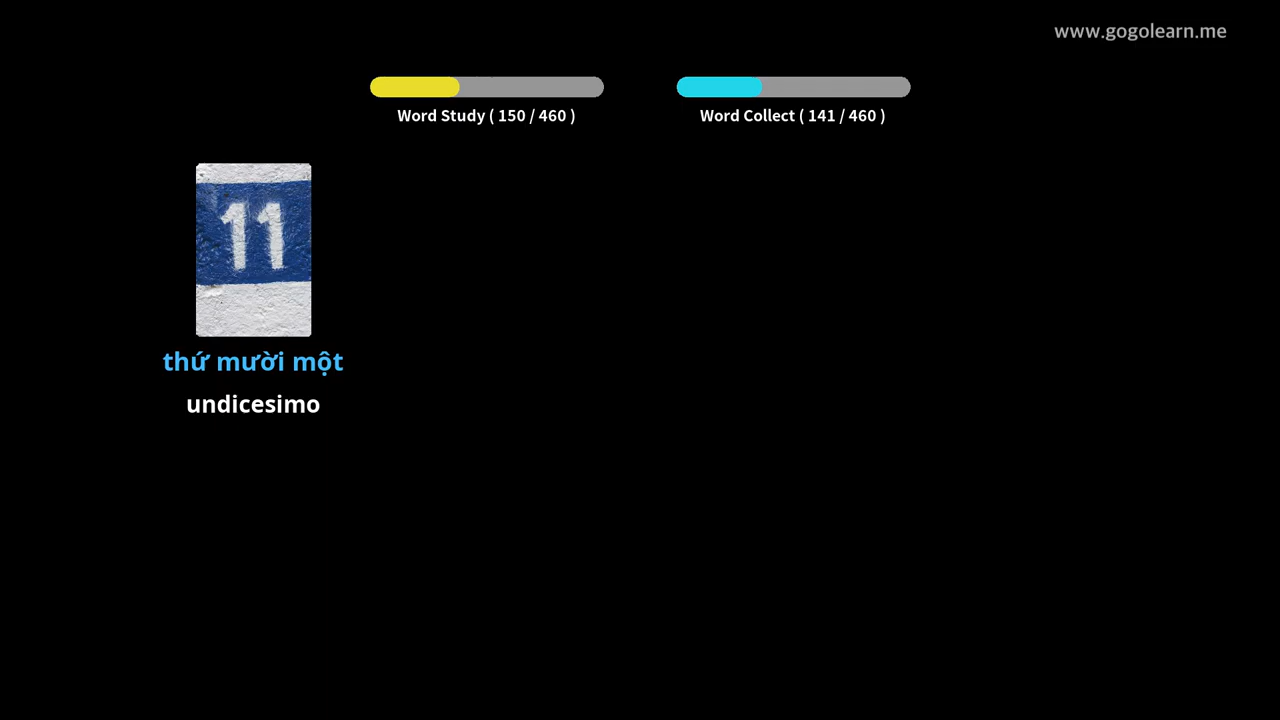 www.gogolearn.me
Word Study ( 150 / 460 )
Word Collect ( 141 / 460 )
11
thứ mười một
undicesimo